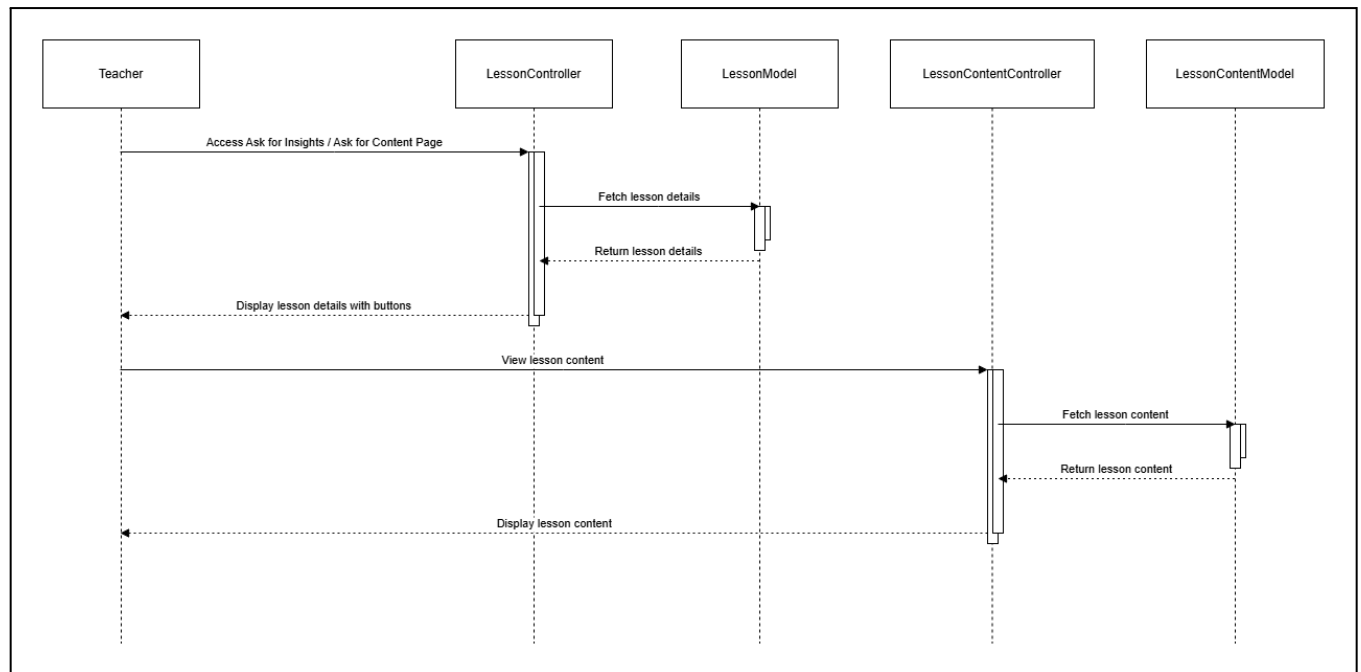 Teacher
LessonController
LessonModel
LessonContentController
LessonContentModel
Access Ask for Insights / Ask for Content Page
Fetch lesson details
Return lesson details
Display lesson details with buttons
View lesson content
Fetch lesson content
Return lesson content
Display lesson content